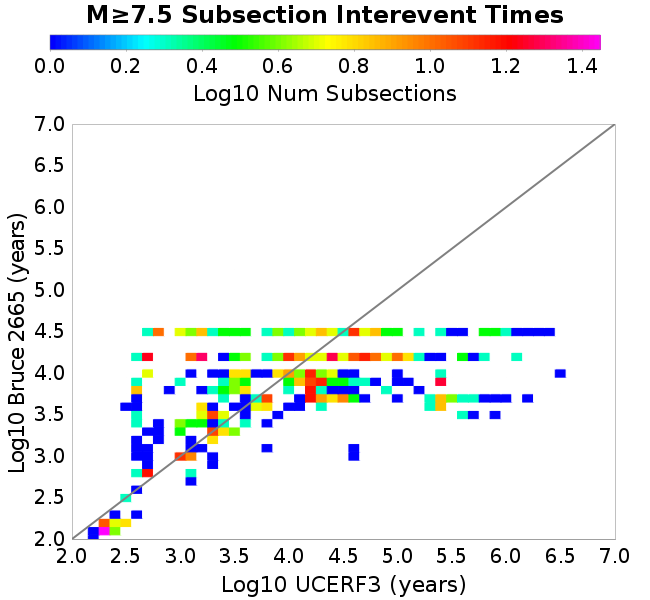 M≥7.5 Subsection Interevent Times
0.0 0.2 0.4 0.6 0.8 1.0 1.2 1.4
Log10 Num Subsections
7.0
6.5
6.0
5.5
5.0
4.5
4.0
3.5
3.0
2.5
2.0
Log10 Bruce 2665 (years)
2.0 2.5 3.0 3.5 4.0 4.5 5.0 5.5 6.0 6.5 7.0
Log10 UCERF3 (years)